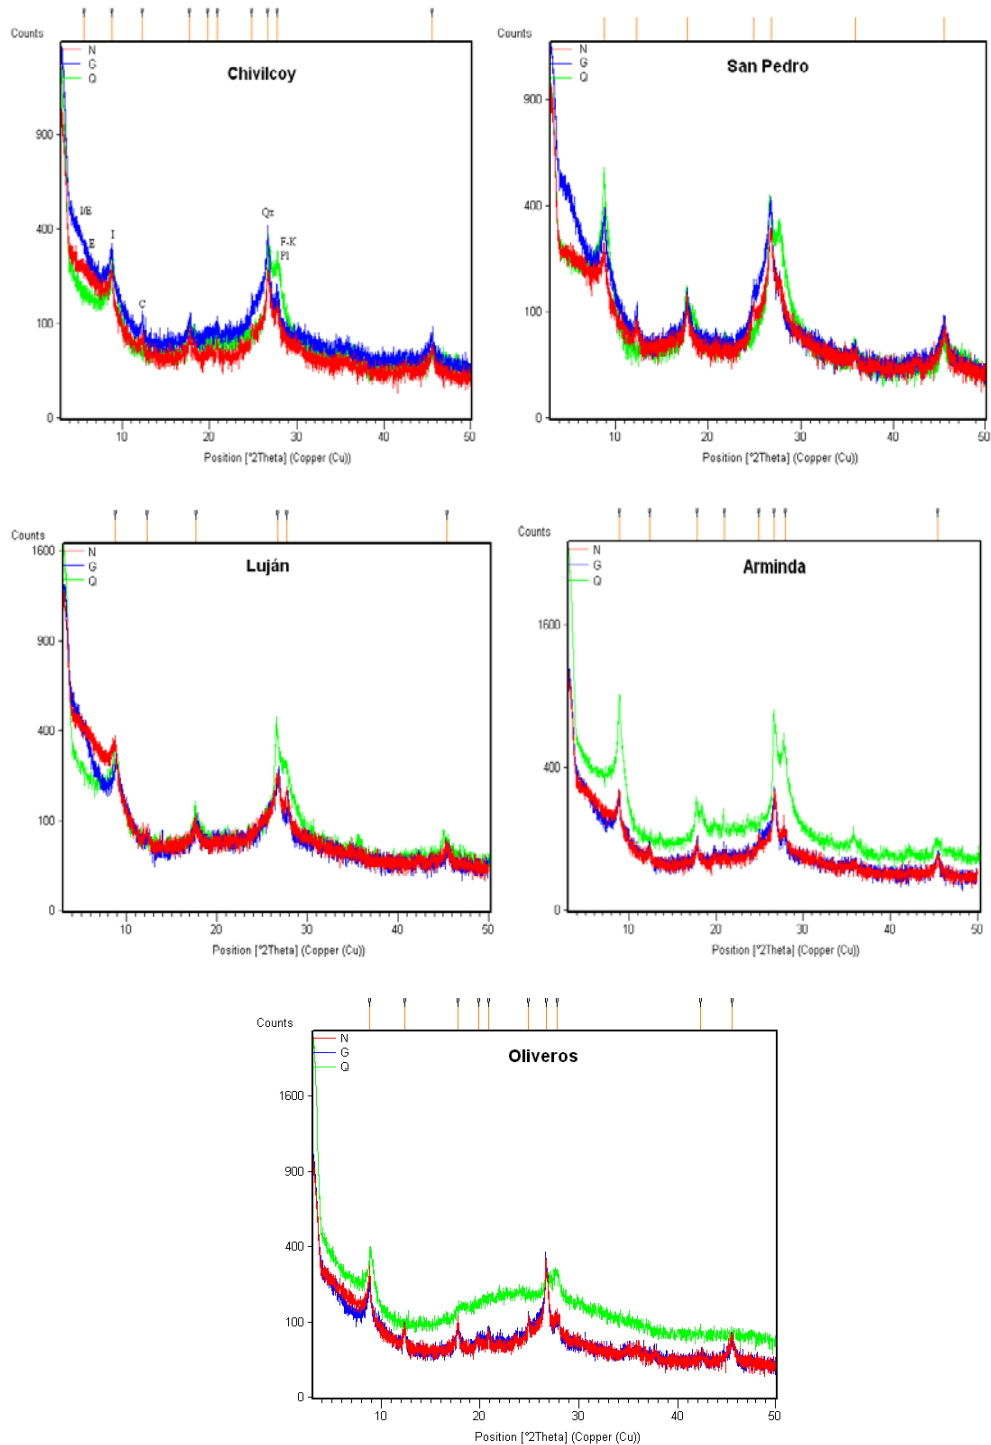 Counts
N
G
Q
Chivilcoy
900
400
100
0
I/E
E
I
C
Qz
F-K
Pl
10 20 30 40 50
Position [°2Theta] (Copper (Cu))
Counts
N
G
Q
San Pedro
900
400
100
0
10 20 30 40 50
Position [°2Theta] (Copper (Cu))
Counts
N
G
Q
Luján
1600
900
400
100
0
10 20 30 40 50
Position [°2Theta] (Copper (Cu))
Counts
N
G
Q
Arminda
1600
400
0
10 20 30 40 50
Position [°2Theta] (Copper (Cu))
Counts
N
G
Q
Oliveros
1600
900
400
100
0
10 20 30 40 50
Position [°2Theta] (Copper (Cu))